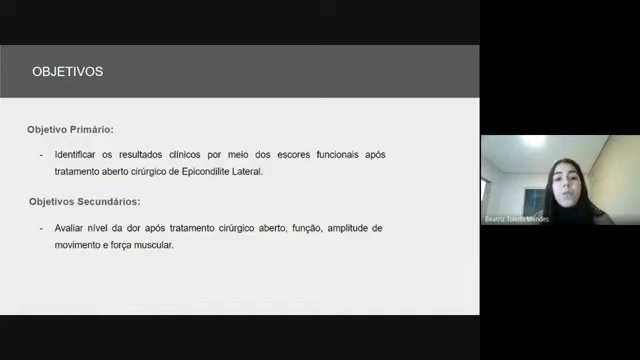 OBJETIVOS
Objetivo Primário:
- Identificar os resultados clínicos por meio dos escores funcionais após
tratamento aberto cirúrgico de Epicondilite Lateral.
Objetivos Secundários:
- Avaliar nível da dor após tratamento cirúrgico aberto, função, amplitude de
movimento e força muscular.
Beatriz Toledo Mendes